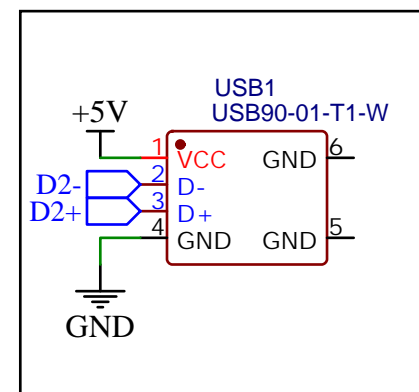 USB1
USB90-01-T1-W
+5V
1 VCC GND 6
D2- 2 D-
D2+ 3 D+
4 GND GND 5
GND